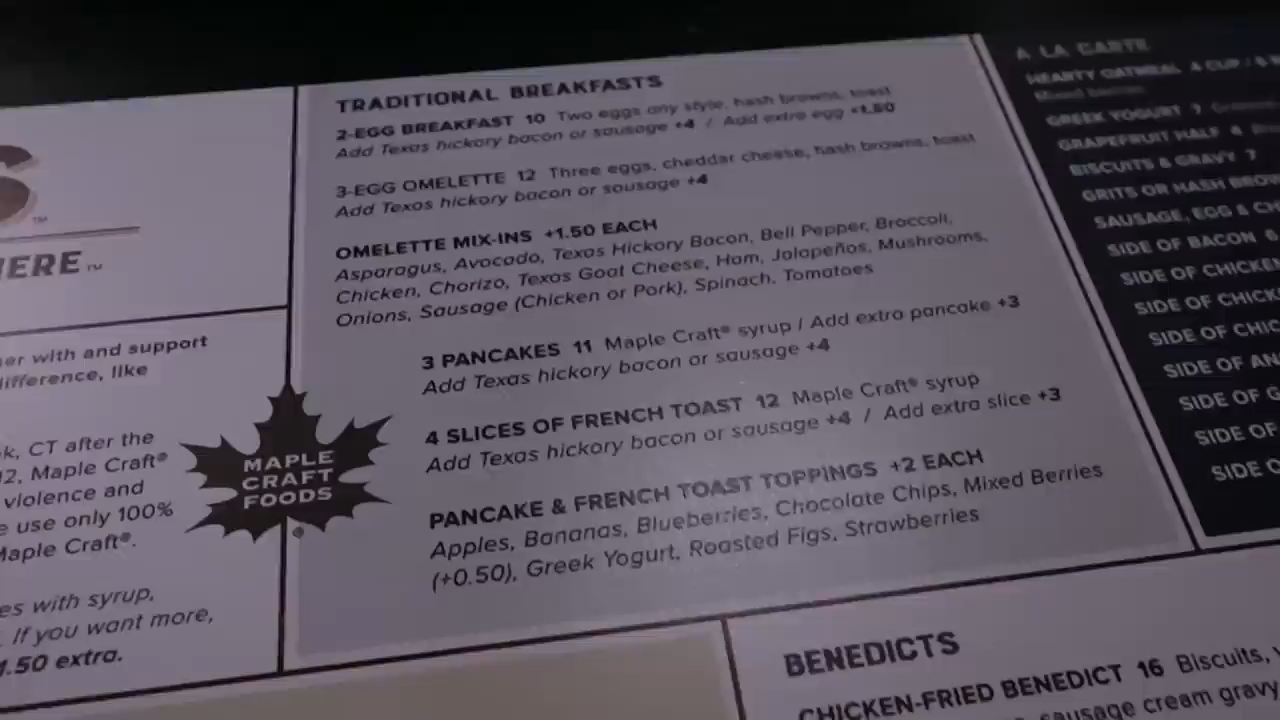 S
TM
HERE TM
er with and support
difference, like
k, CT after the
2, Maple Craft®
violence and
e use only 100%
Maple Craft®.
es with syrup,
. If you want more,
1.50 extra.
MAPLE
CRAFT
FOODS
®
TRADITIONAL BREAKFASTS
2-EGG BREAKFAST 10 Two eggs any style, hash browns, toast
Add Texas hickory bacon or sausage +4 / Add extra egg +1.50
3-EGG OMELETTE 12 Three eggs, cheddar cheese, hash browns, toast
Add Texas hickory bacon or sausage +4
OMELETTE MIX-INS +1.50 EACH
Asparagus, Avocado, Texas Hickory Bacon, Bell Pepper, Broccoli,
Chicken, Chorizo, Texas Goat Cheese, Ham, Jalapeños, Mushrooms,
Onions, Sausage (Chicken or Pork), Spinach, Tomatoes
3 PANCAKES 11 Maple Craft® syrup / Add extra pancake +3
Add Texas hickory bacon or sausage +4
4 SLICES OF FRENCH TOAST 12 Maple Craft® syrup
Add Texas hickory bacon or sausage +4 / Add extra slice +3
PANCAKE & FRENCH TOAST TOPPINGS +2 EACH
Apples, Bananas, Blueberries, Chocolate Chips, Mixed Berries
(+0.50), Greek Yogurt, Roasted Figs, Strawberries
A LA CARTE
HEARTY OATMEAL 4 CUP / 6
Mixed berries
GREEK YOGURT 7
GRAPEFRUIT HALF 4
BISCUITS & GRAVY 7
GRITS OR HASH BROW
SAUSAGE, EGG & CH
SIDE OF BACON 6
SIDE OF CHICKEN
SIDE OF CHICK
SIDE OF CHIC
SIDE OF AN
SIDE OF G
SIDE OF
SIDE O
BENEDICTS
CHICKEN-FRIED BENEDICT 16 Biscuits,
sausage cream gravy